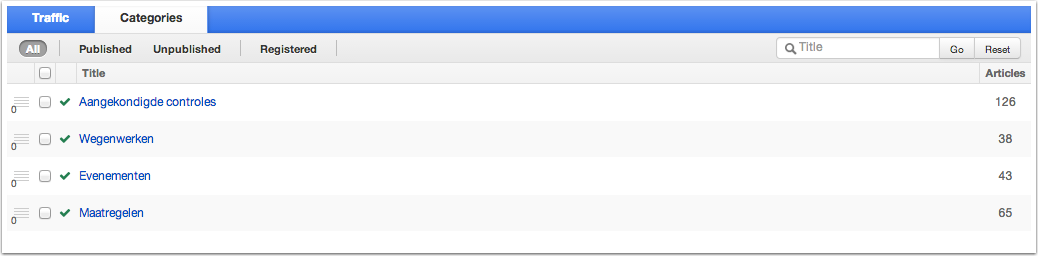 Traffic Categories
All Published Unpublished Registered Title Go Reset
Title Articles
0 Aangekondigde controles 126
0 Wegenwerken 38
0 Evenementen 43
0 Maatregelen 65